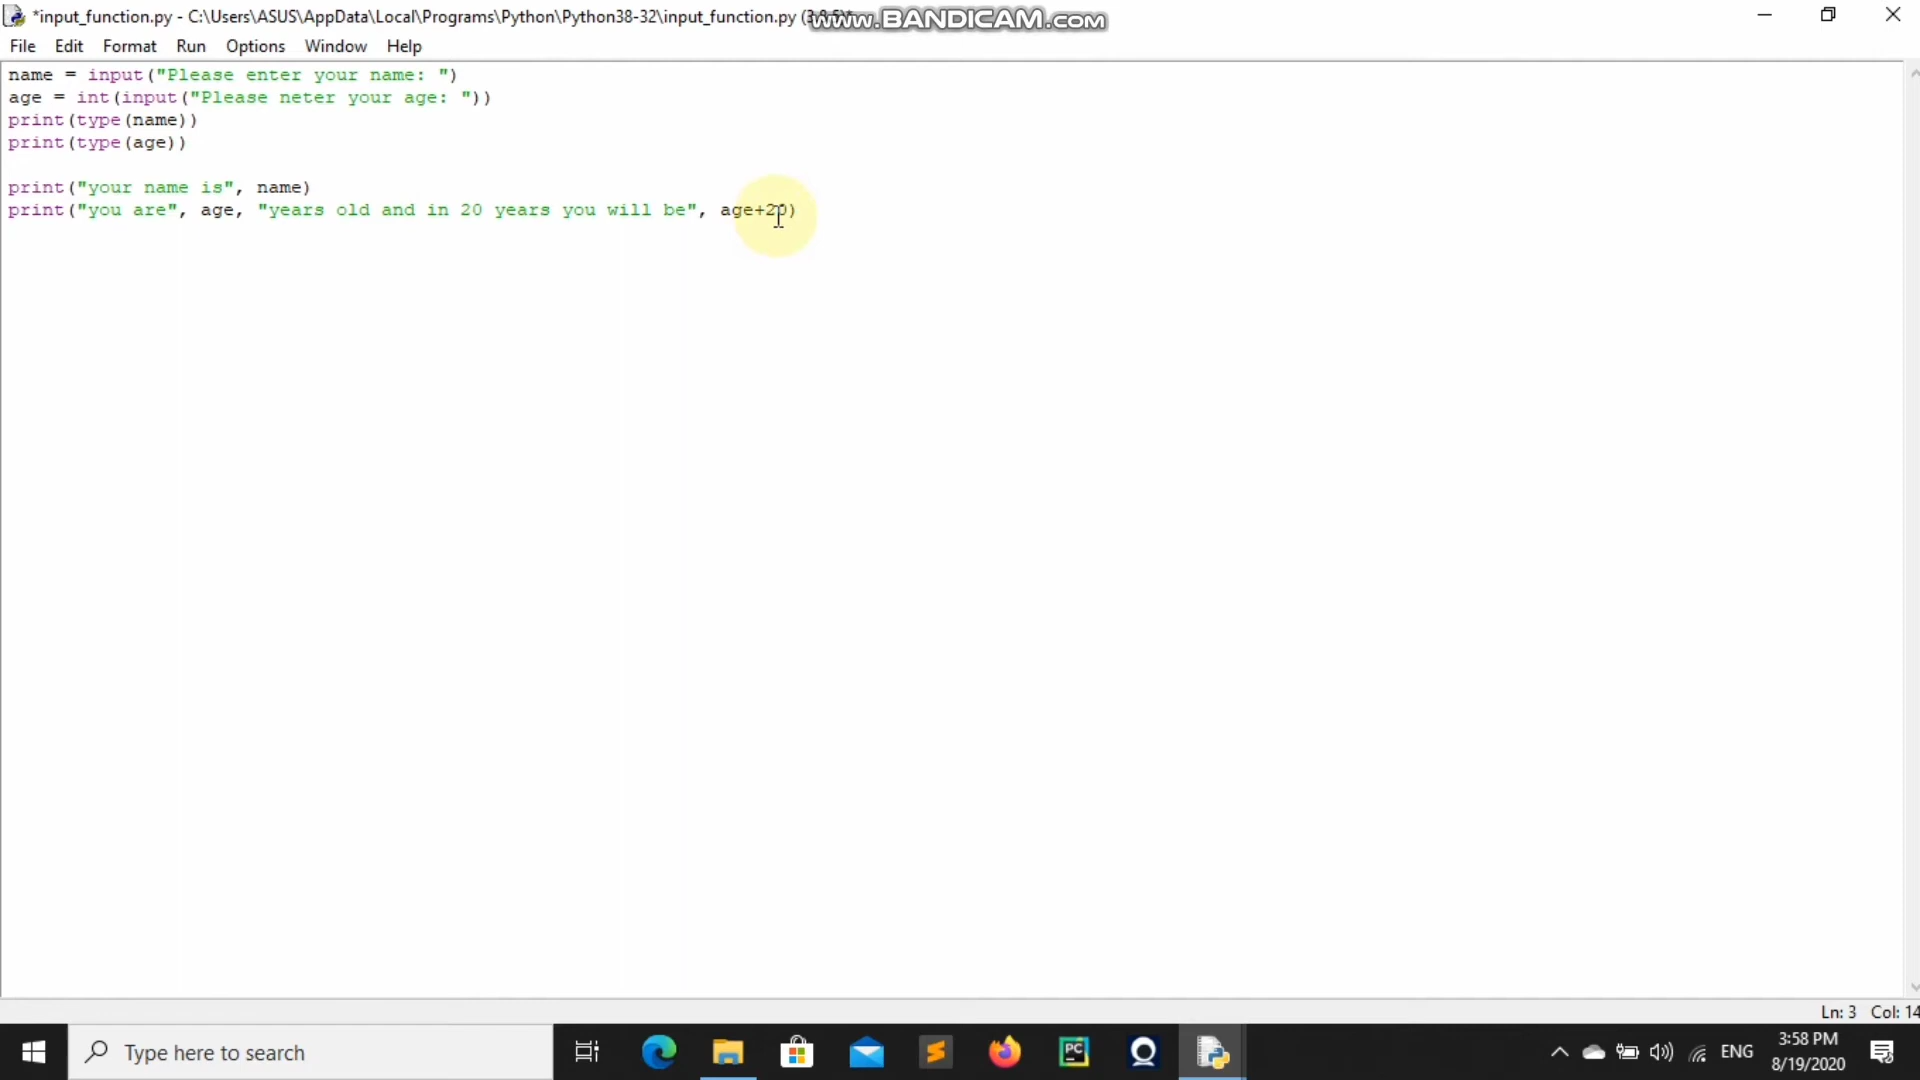 *input_function.py - C:\Users\ASUS\AppData\Local\Programs\Python\Python38-32\input_function.py (3.8.5)*
www.BANDICAM.com
File Edit Format Run Options Window Help
name = input("Please enter your name: ")
age = int(input("Please neter your age: "))
print(type(name))
print(type(age))
print("your name is", name)
print("you are", age, "years old and in 20 years you will be", age+20)
Ln: 3 Col: 14
Type here to search
PC
ENG
3:58 PM
8/19/2020